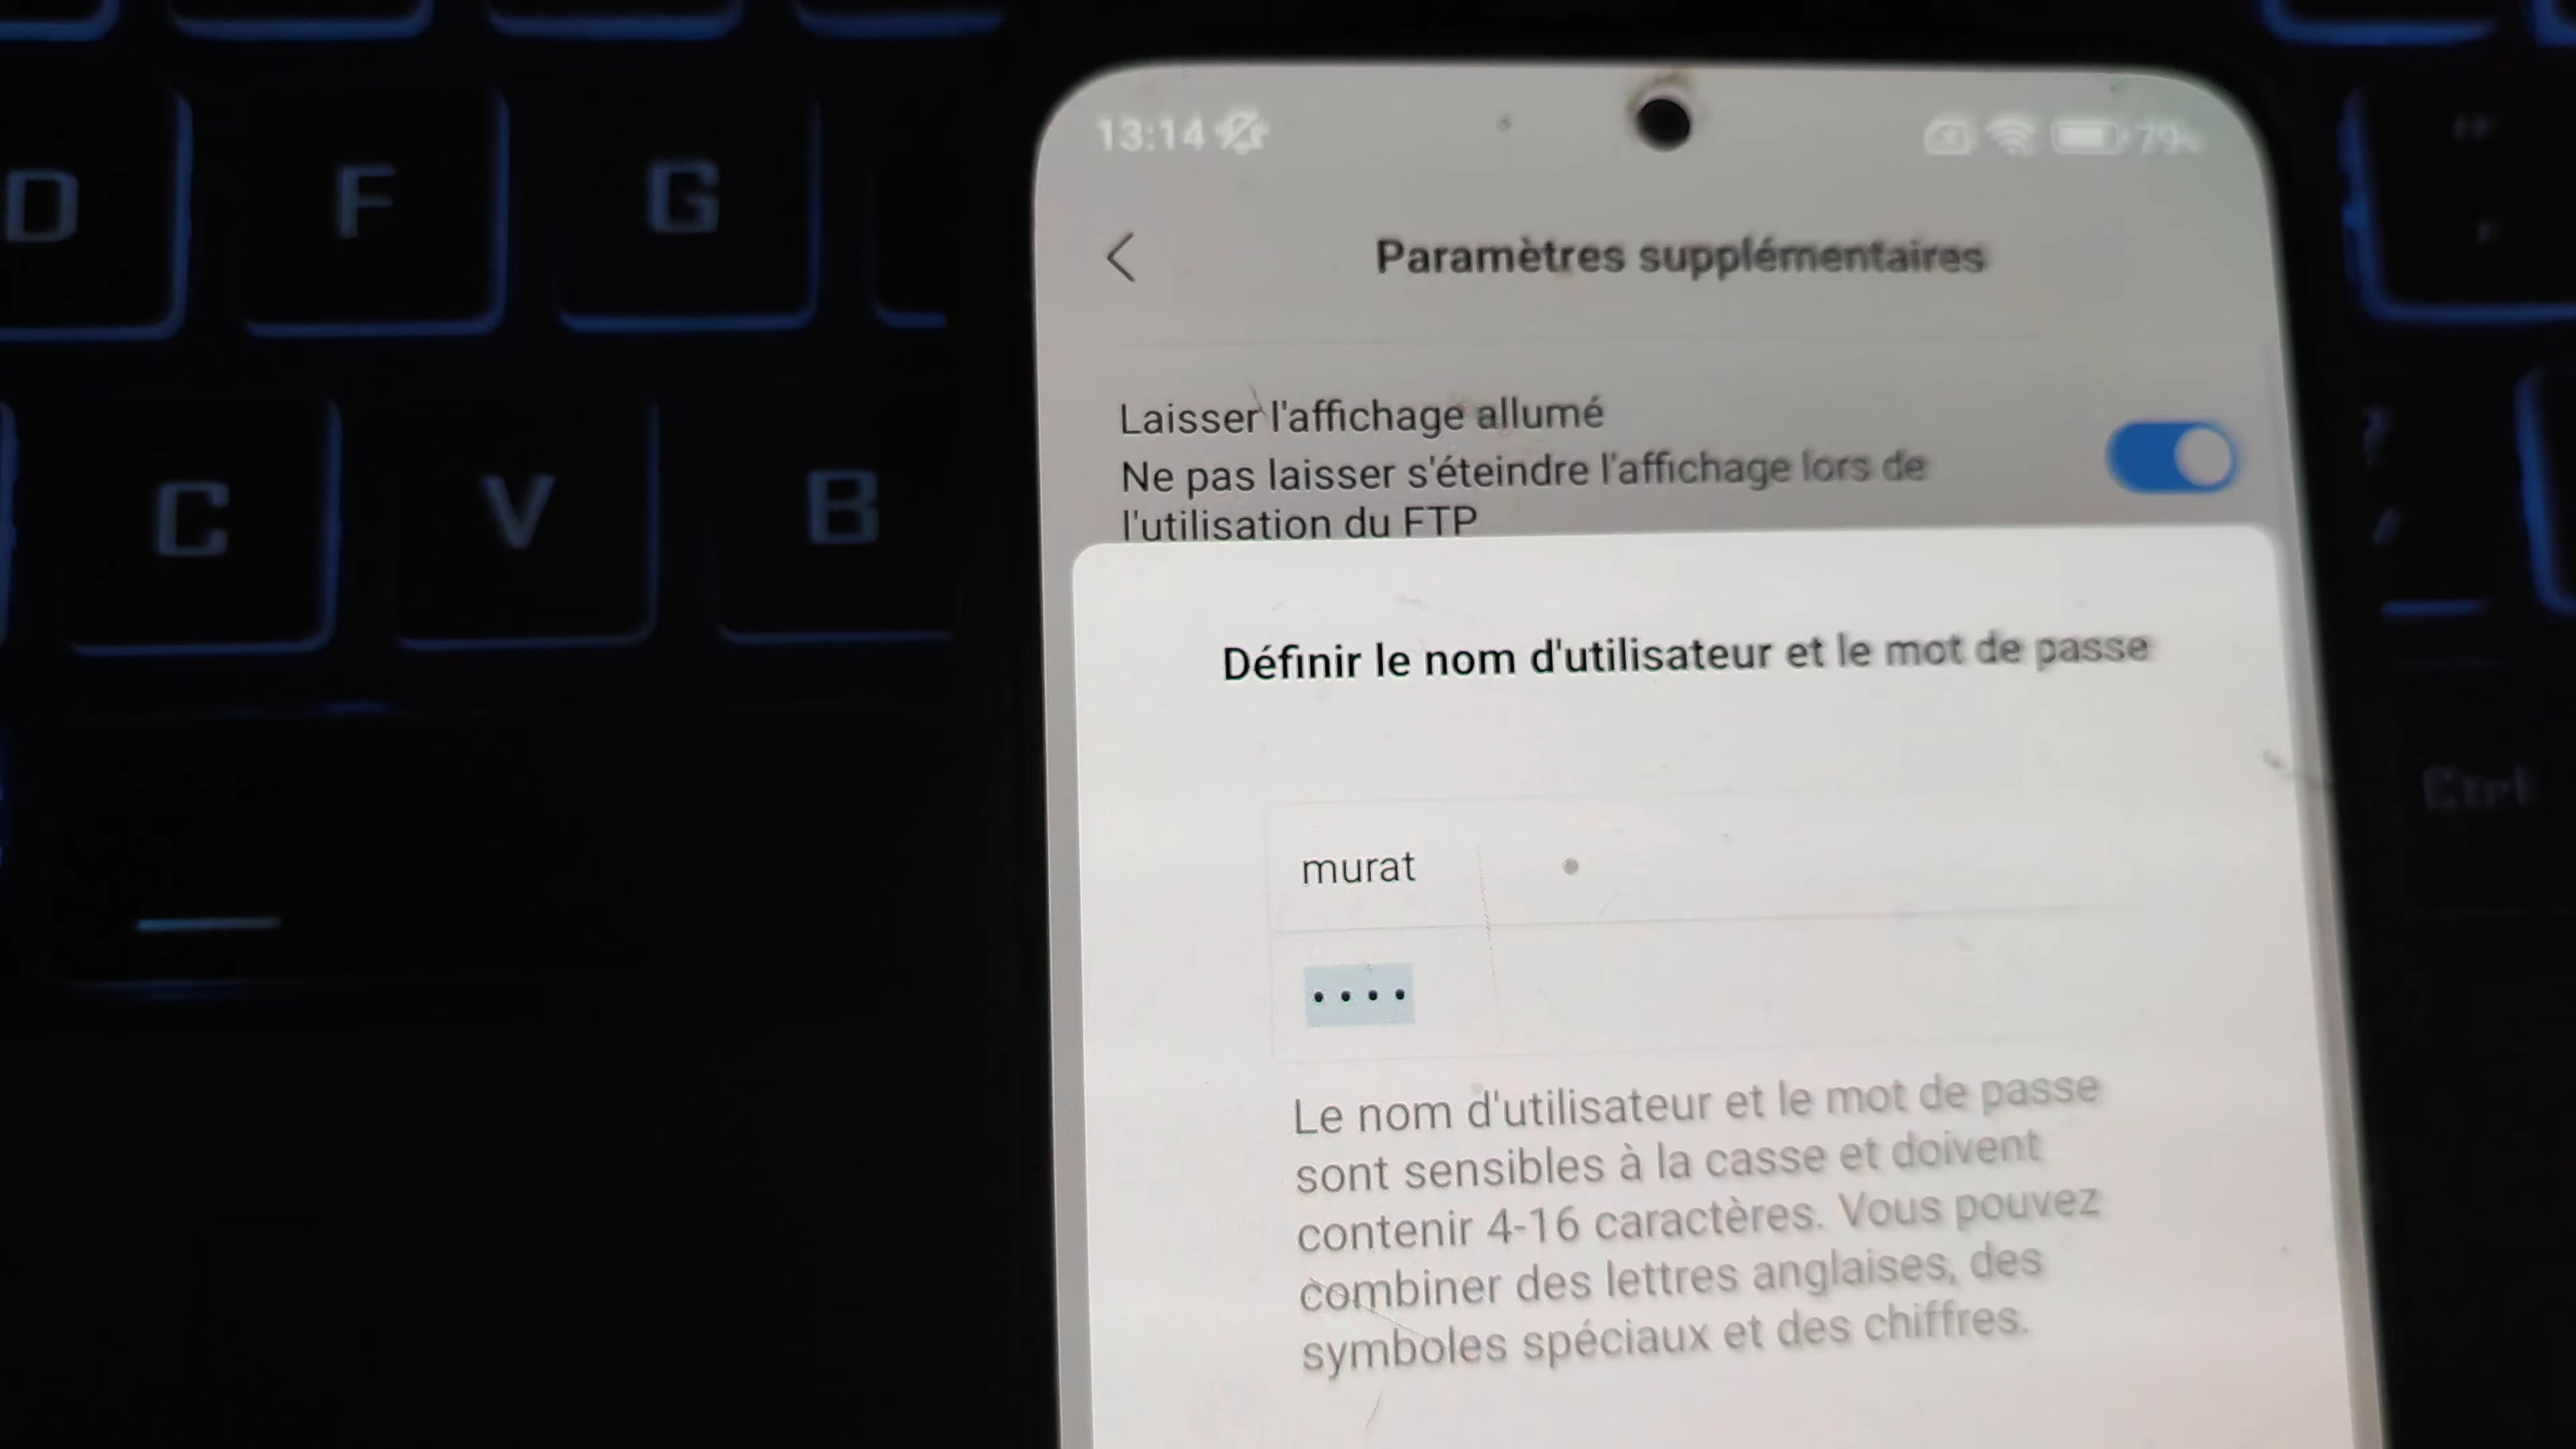 D F G
C V B
Ctrl
13:14 79%
Paramètres supplémentaires
Laisser l'affichage allumé
Ne pas laisser s'éteindre l'affichage lors de
l'utilisation du FTP
Définir le nom d'utilisateur et le mot de passe
murat
••••
Le nom d'utilisateur et le mot de passe
sont sensibles à la casse et doivent
contenir 4-16 caractères. Vous pouvez
combiner des lettres anglaises, des
symboles spéciaux et des chiffres.